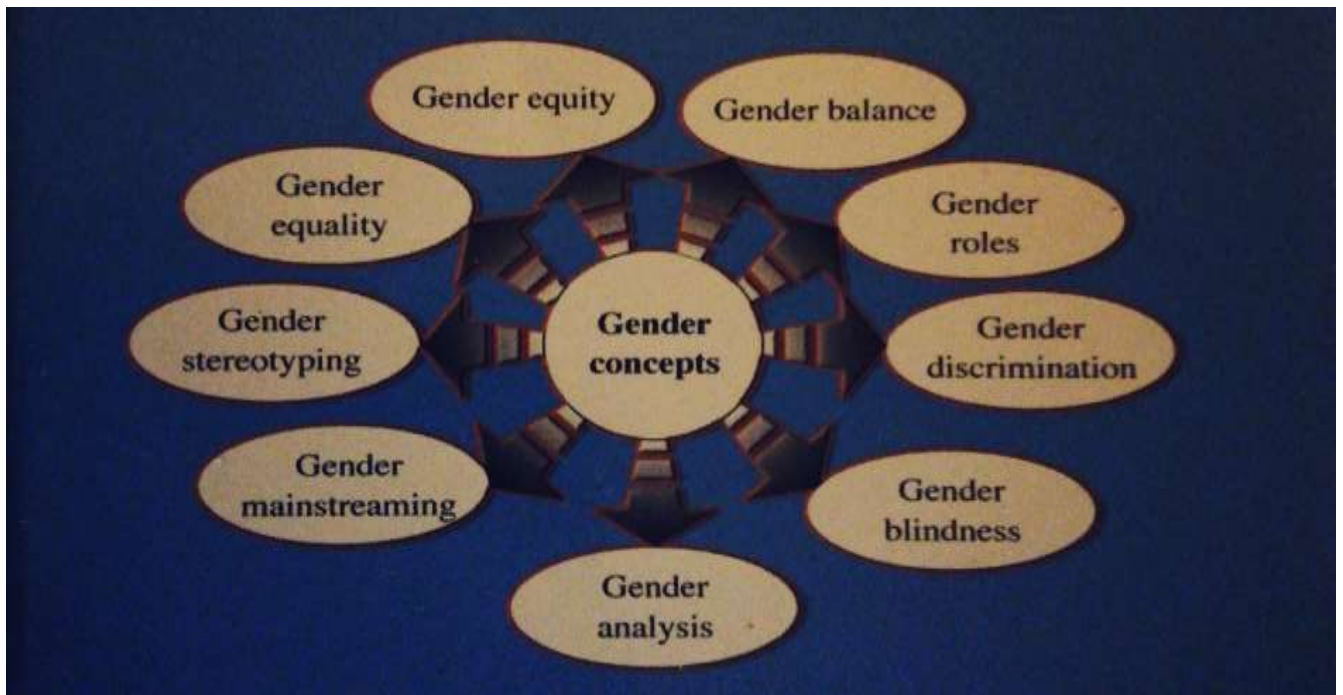 Gender equity
Gender balance
Gender
equality
Gender
roles
Gender
stereotyping
Gender
concepts
Gender
discrimination
Gender
mainstreaming
Gender
blindness
Gender
analysis